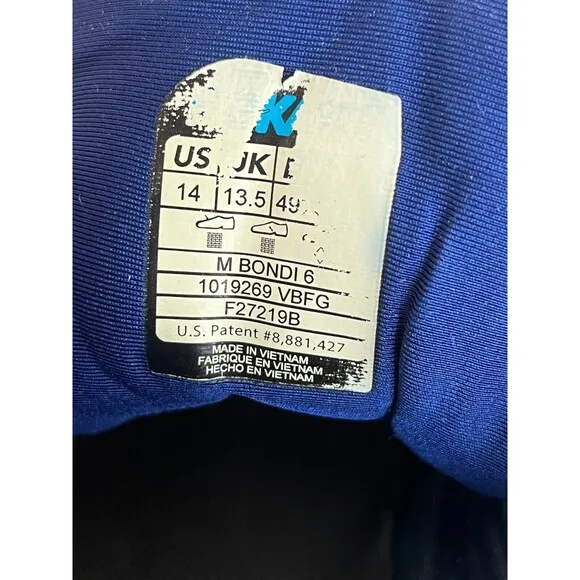 K
US UK
14 13.5 49
M BONDI 6
1019269 VBFG
F27219B
U.S. Patent #8,881,427
MADE IN VIETNAM
FABRIQUE EN VIETNAM
HECHO EN VIETNAM